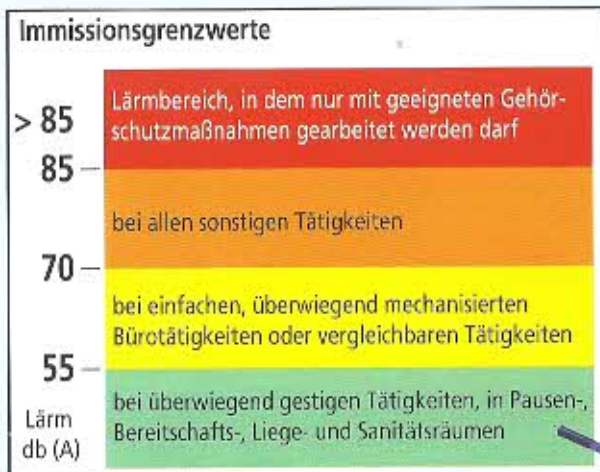 Immissionsgrenzwerte
> 85
Lärmbereich, in dem nur mit geeigneten Gehör-
schutzmaßnahmen gearbeitet werden darf
85
bei allen sonstigen Tätigkeiten
70
bei einfachen, überwiegend mechanisierten
Bürotätigkeiten oder vergleichbaren Tätigkeiten
55
bei überwiegend gestigen Tätigkeiten, in Pausen-,
Bereitschafts-, Liege- und Sanitätsräumen
Lärm
db (A)